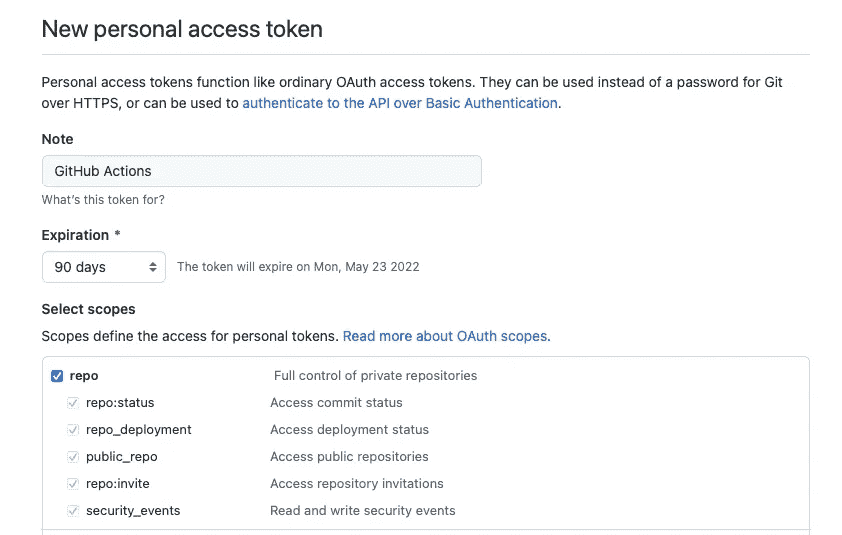 New personal access token
Personal access tokens function like ordinary OAuth access tokens. They can be used instead of a password for Git
over HTTPS, or can be used to authenticate to the API over Basic Authentication.
Note
GitHub Actions
What's this token for?
Expiration *
90 days The token will expire on Mon, May 23 2022
Select scopes
Scopes define the access for personal tokens. Read more about OAuth scopes.
repo Full control of private repositories
repo:status Access commit status
repo_deployment Access deployment status
public_repo Access public repositories
repo:invite Access repository invitations
security_events Read and write security events